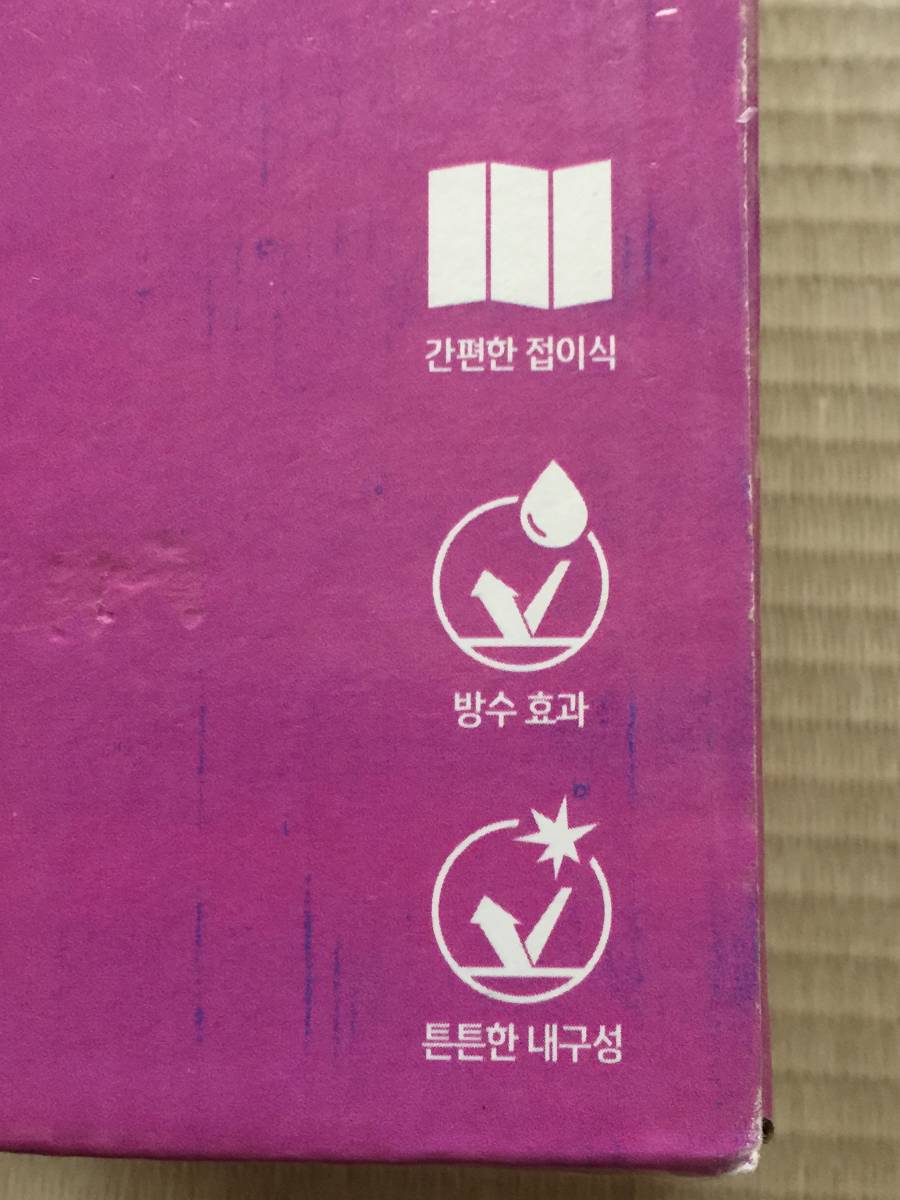 간편한 접이식
방수 효과
튼튼한 내구성